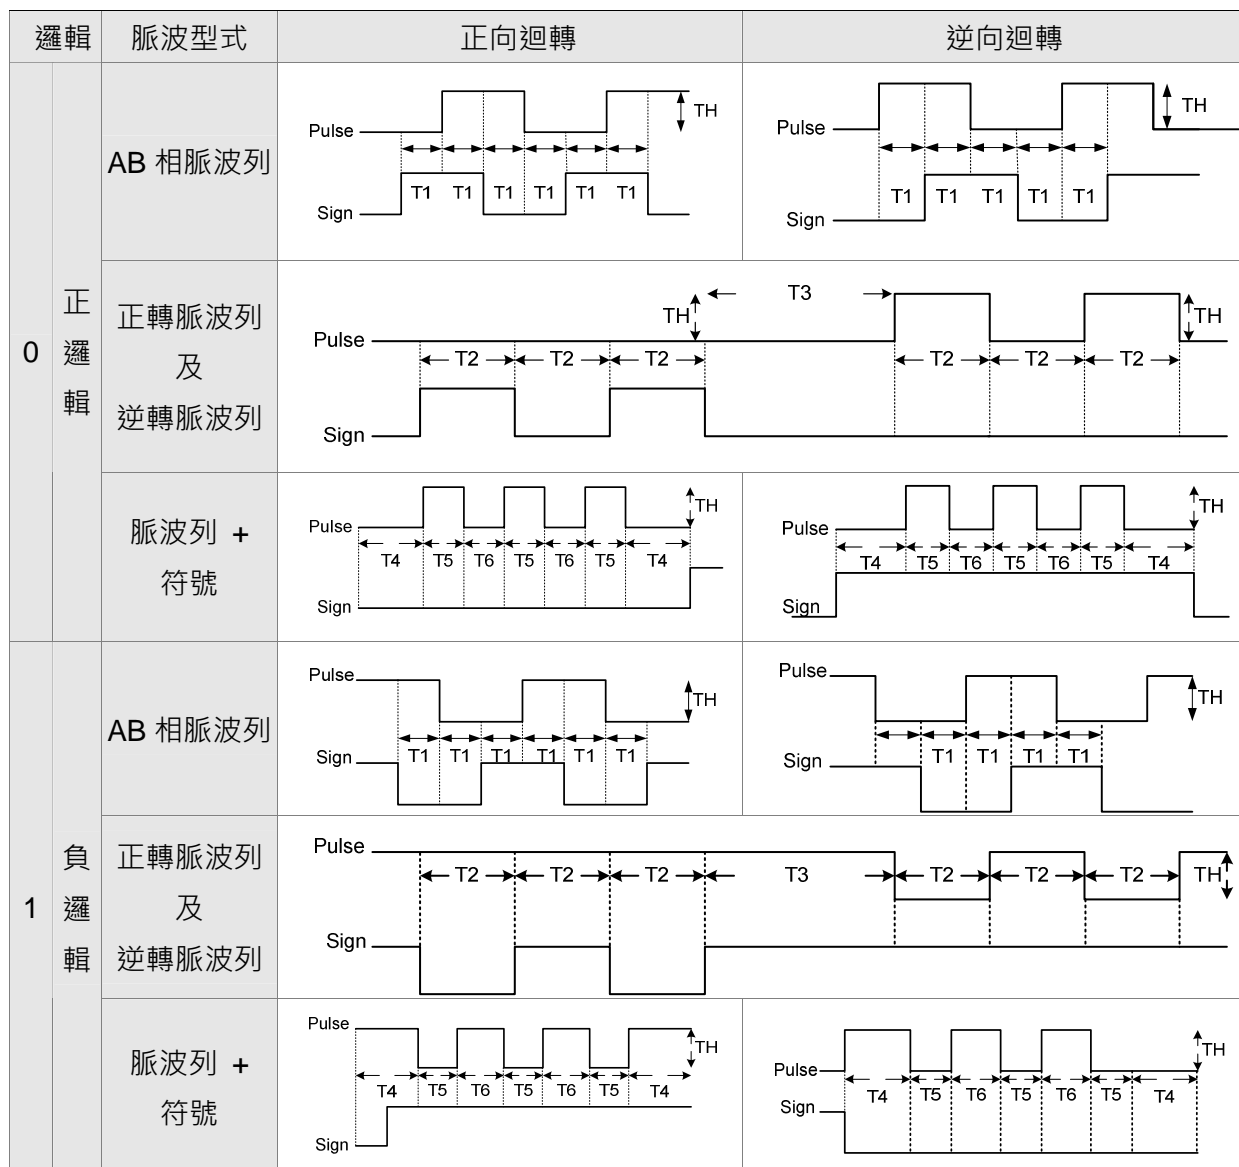 邏輯 脈波型式 正向迴轉 逆向迴轉
0
正
邏
輯
AB 相脈波列
Pulse
TH
T1 T1 T1 T1 T1 T1
Sign
Pulse
TH
T1 T1 T1 T1 T1
Sign
正轉脈波列
及
逆轉脈波列
T3
TH
TH
Pulse
T2 T2 T2 T2 T2 T2
Sign
脈波列 +
符號
Pulse
TH
T4 T5 T6 T5 T6 T5 T4
Sign
Pulse
TH
T4 T5 T6 T5 T6 T5 T4
Sign
1
負
邏
輯
AB 相脈波列
Pulse
TH
Sign
T1 T1 T1 T1 T1 T1
Pulse
TH
Sign
T1 T1 T1 T1
正轉脈波列
及
逆轉脈波列
Pulse
T2 T2 T2 T3 T2 T2 T2 TH
Sign
脈波列 +
符號
Pulse
TH
T4 T5 T6 T5 T6 T5 T4
Sign
Pulse
TH
T4 T5 T6 T5 T6 T5 T4
Sign